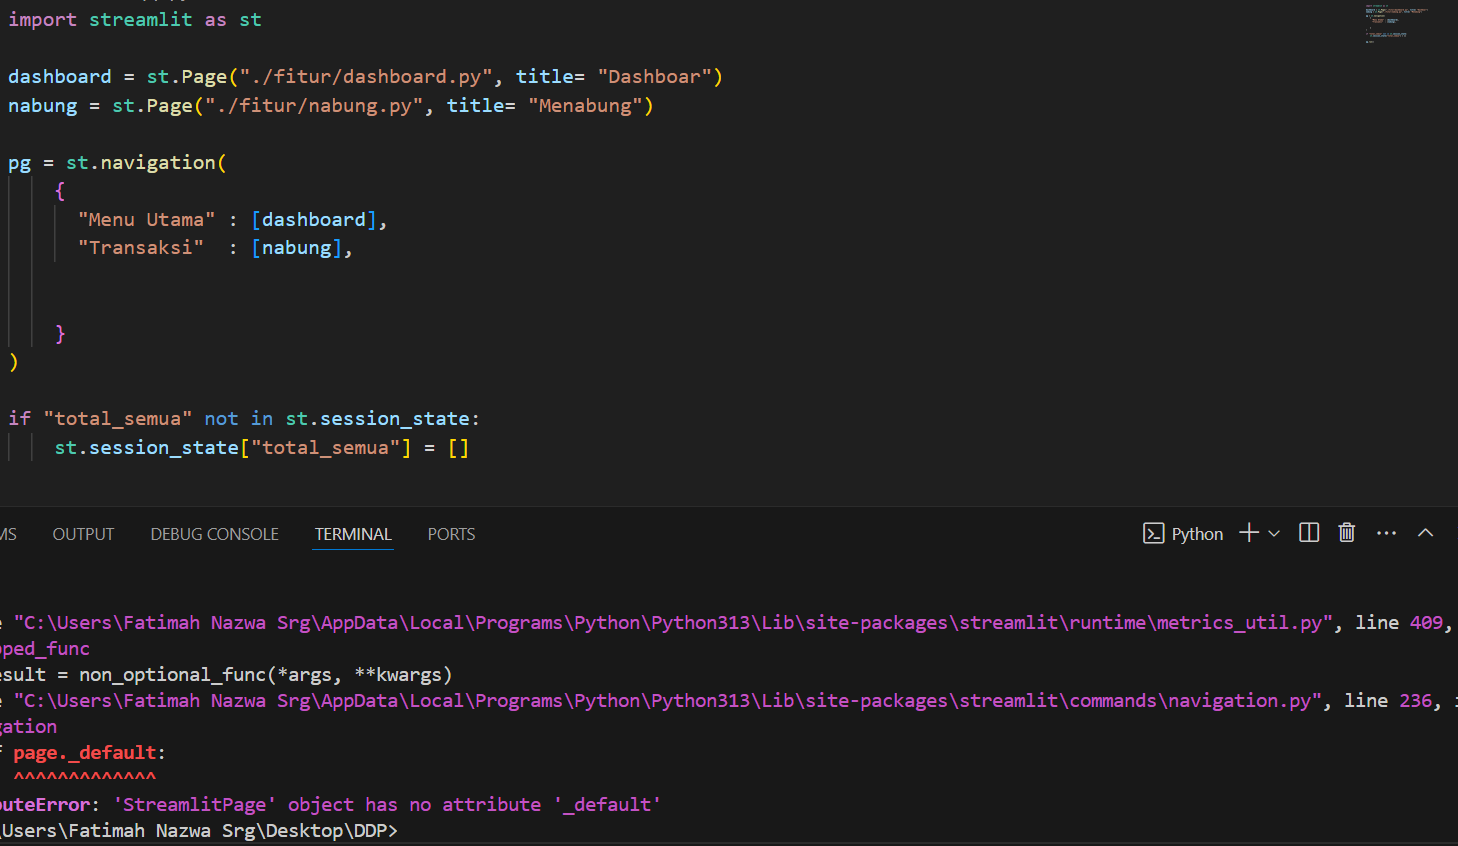 import streamlit as st
dashboard = st.Page("./fitur/dashboard.py", title= "Dashboar")
nabung = st.Page("./fitur/nabung.py", title= "Menabung")
pg = st.navigation(
{
"Menu Utama" : [dashboard],
"Transaksi" : [nabung],
}
)
if "total_semua" not in st.session_state:
st.session_state["total_semua"] = []
MS OUTPUT DEBUG CONSOLE TERMINAL PORTS Python
e "C:\Users\Fatimah Nazwa Srg\AppData\Local\Programs\Python\Python313\Lib\site-packages\streamlit\runtime\metrics_util.py", line 409,
pped_func
esult = non_optional_func(*args, **kwargs)
e "C:\Users\Fatimah Nazwa Srg\AppData\Local\Programs\Python\Python313\Lib\site-packages\streamlit\commands\navigation.py", line 236, i
gation
f page._default:
^^^^^^^^^^^^^
outeError: 'StreamlitPage' object has no attribute '_default'
\Users\Fatimah Nazwa Srg\Desktop\DDP>